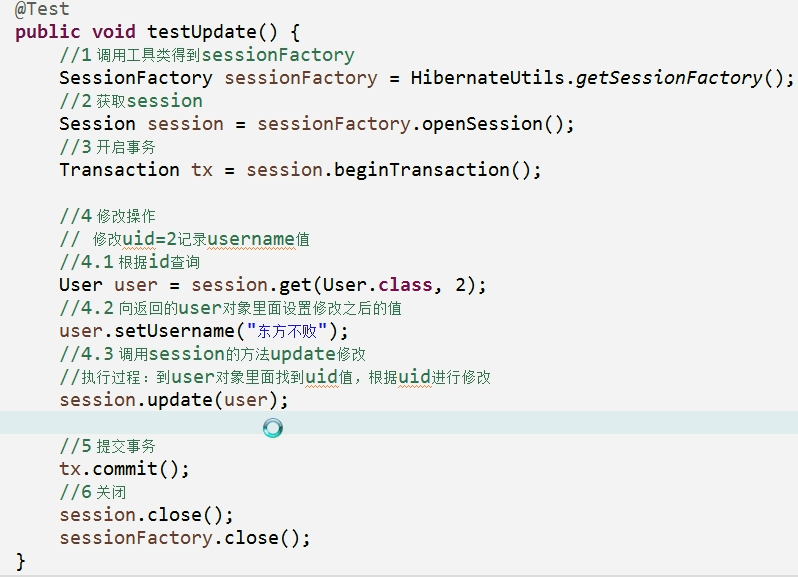 @Test
public void testUpdate() {
//1 调用工具类得到sessionFactory
SessionFactory sessionFactory = HibernateUtils.getSessionFactory();
//2 获取session
Session session = sessionFactory.openSession();
//3 开启事务
Transaction tx = session.beginTransaction();
//4 修改操作
// 修改uid=2记录username值
//4.1 根据id查询
User user = session.get(User.class, 2);
//4.2 向返回的user对象里面设置修改之后的值
user.setUsername("东方不败");
//4.3 调用session的方法update修改
//执行过程：到user对象里面找到uid值，根据uid进行修改
session.update(user);
//5 提交事务
tx.commit();
//6 关闭
session.close();
sessionFactory.close();
}